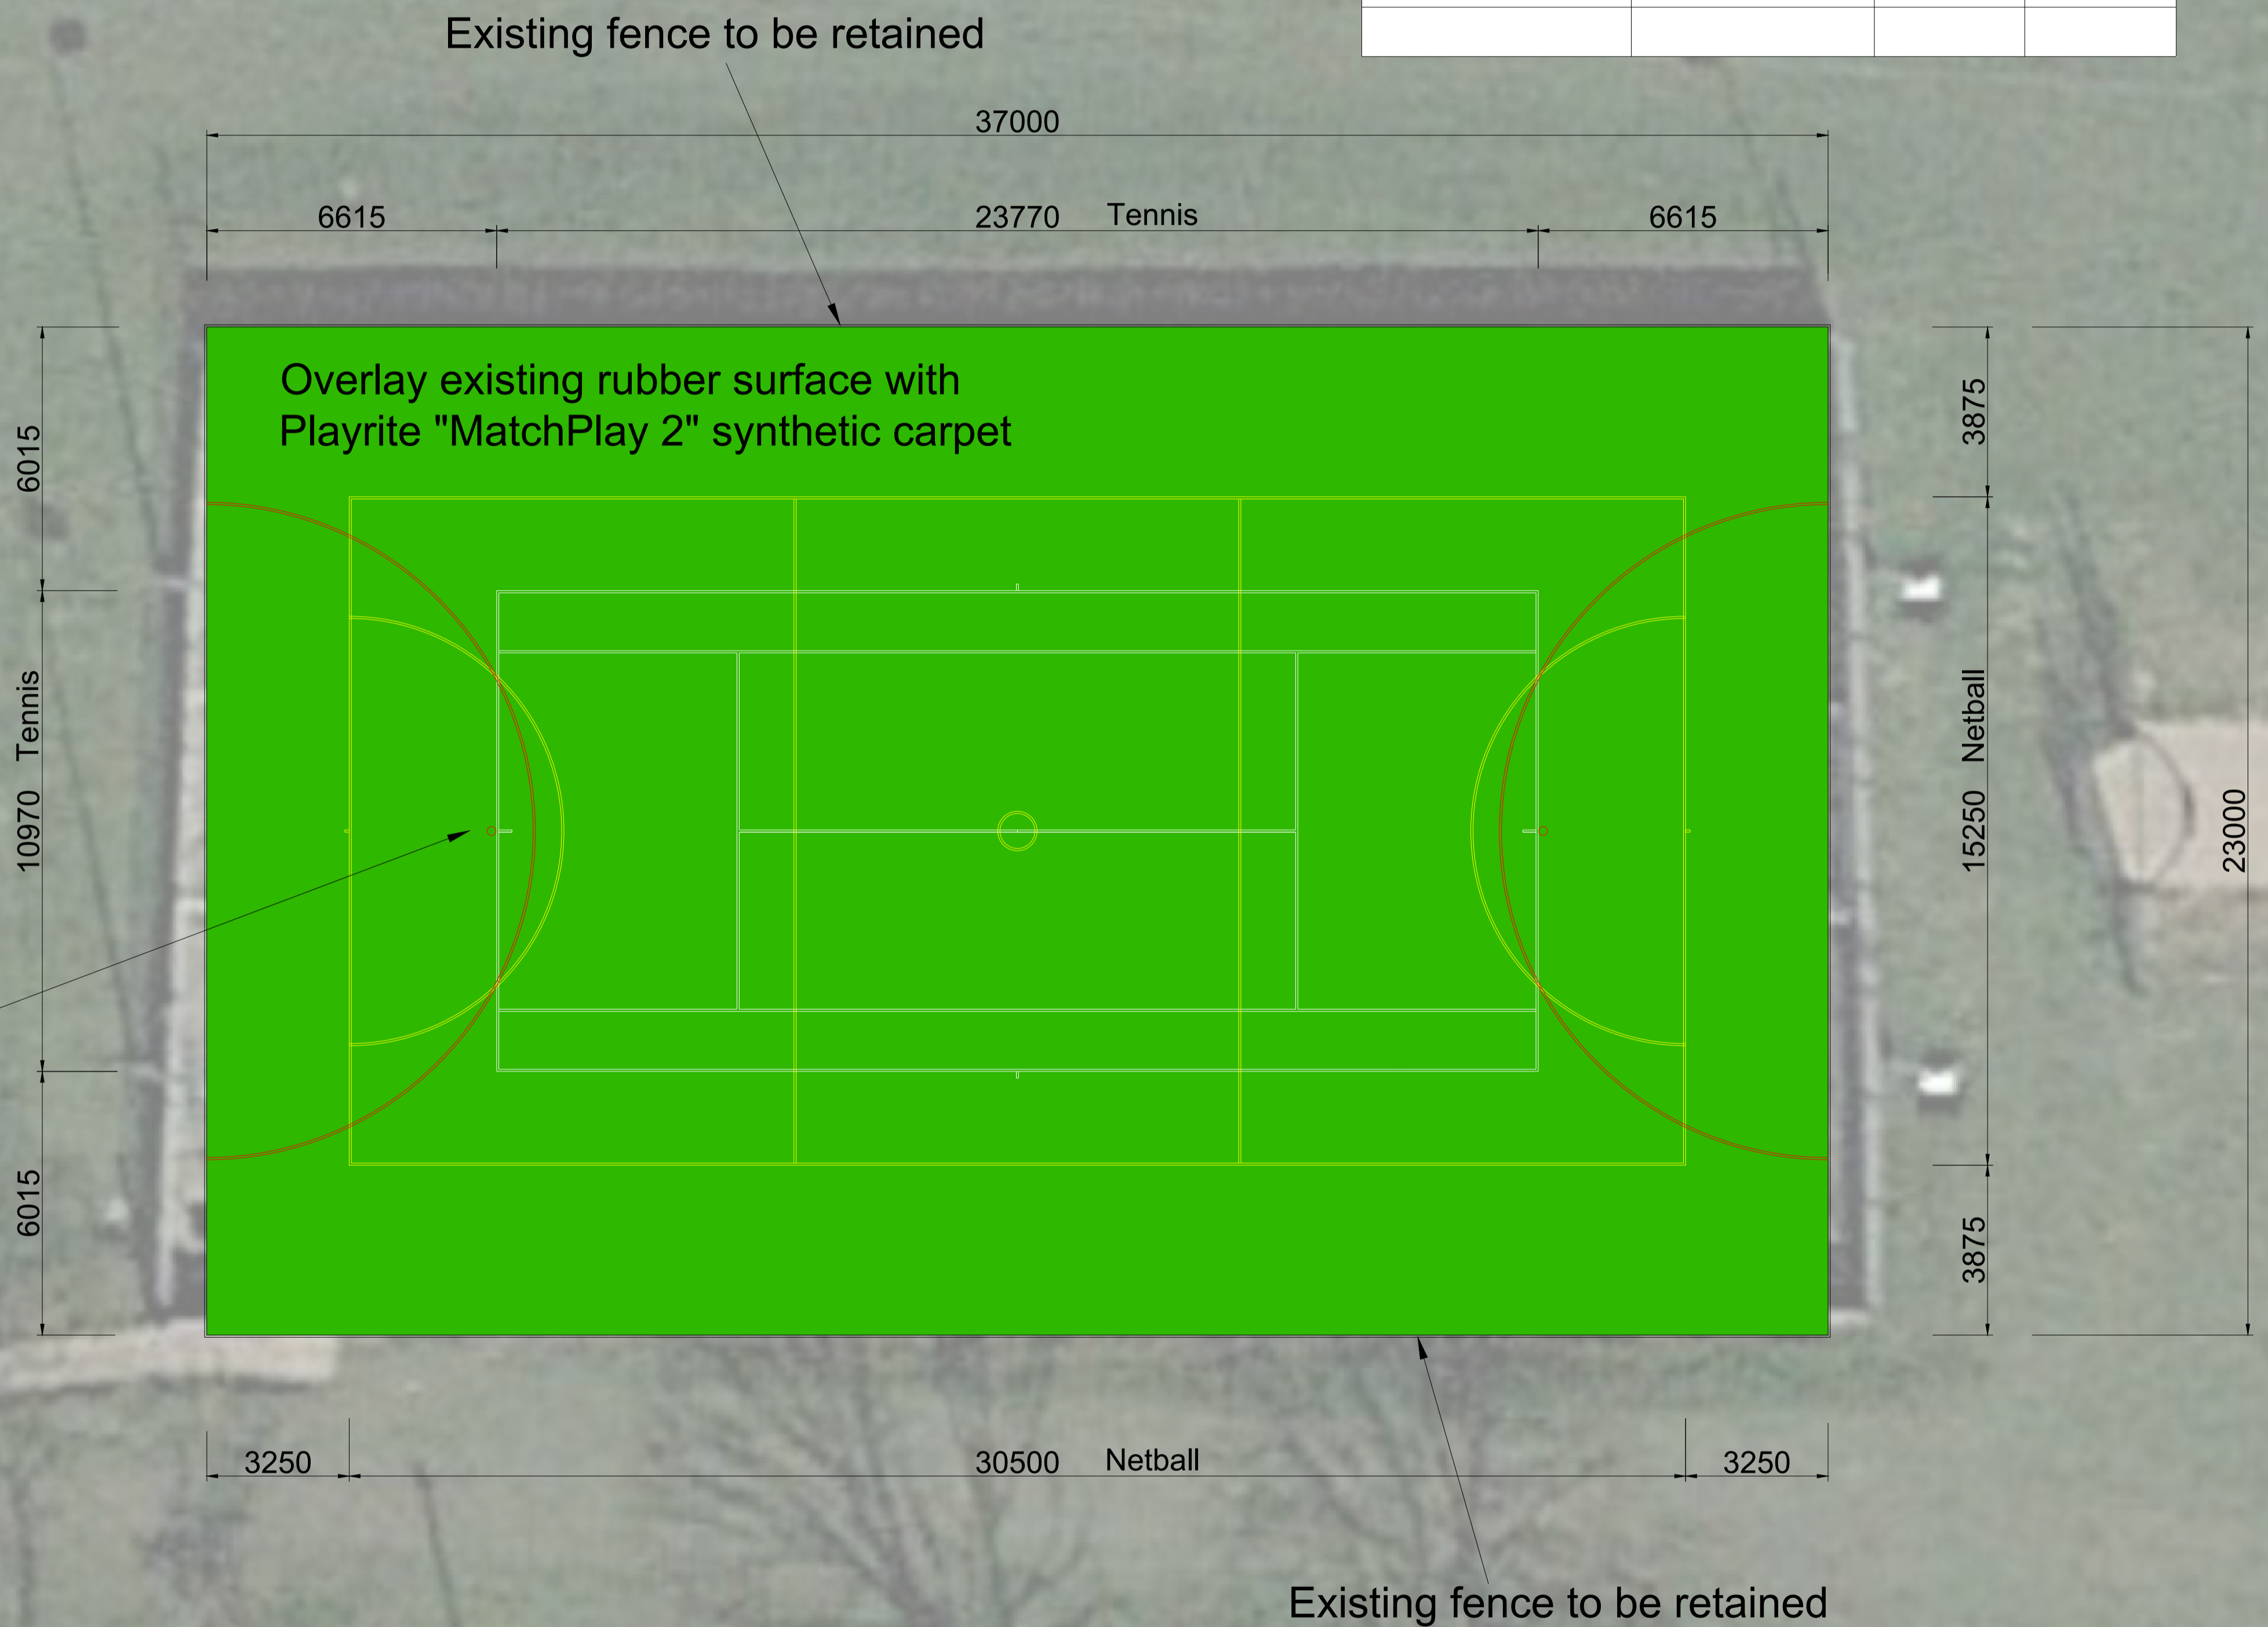 Existing fence to be retained
37000
6615
23770 Tennis
6615
Overlay existing rubber surface with
Playrite "MatchPlay 2" synthetic carpet
6015
10970 Tennis
6015
3875
15250 Netball
3875
23000
3250
30500 Netball
3250
Existing fence to be retained